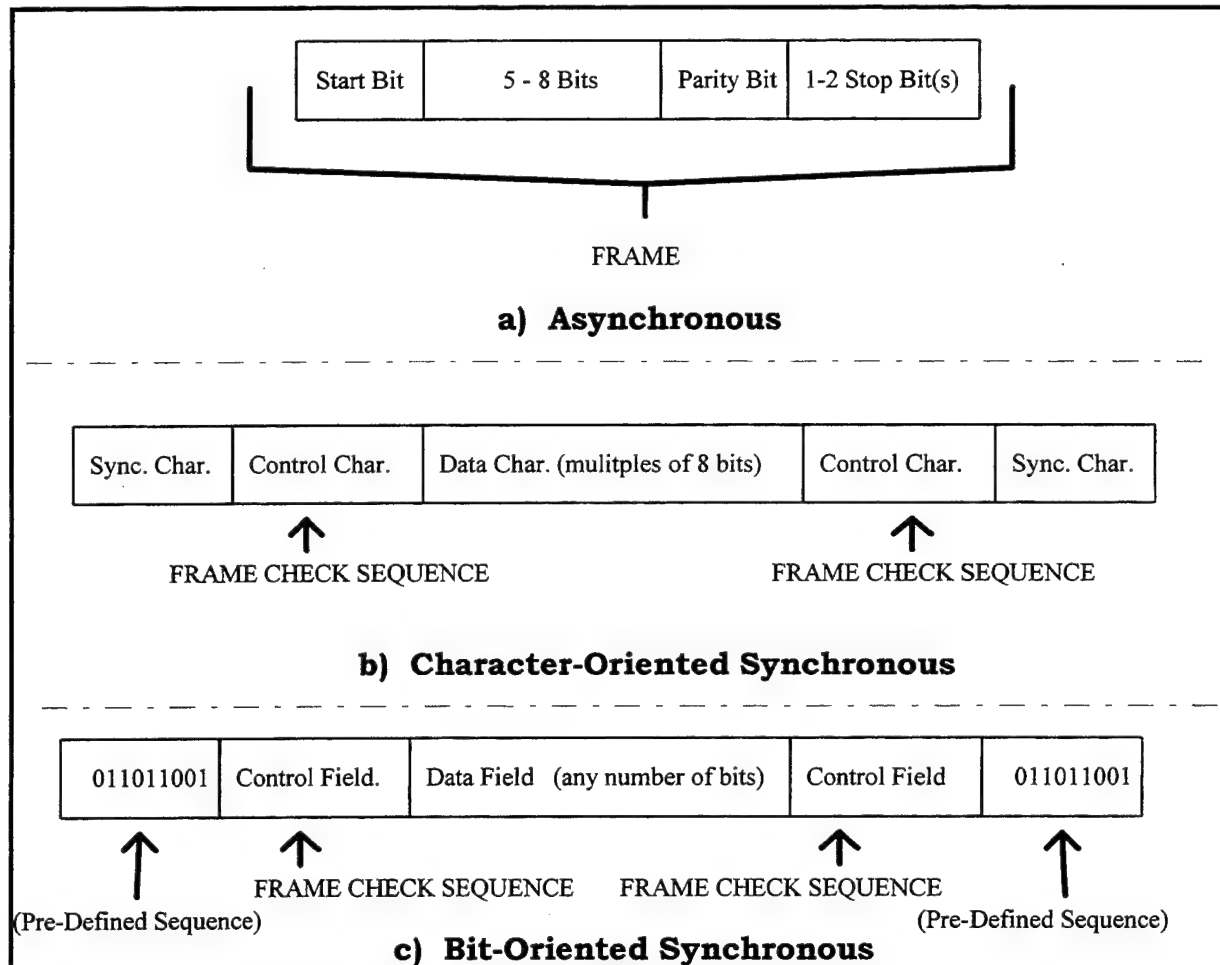 Start Bit 5 - 8 Bits Parity Bit 1-2 Stop Bit(s)
FRAME
a) Asynchronous
Sync. Char. Control Char. Data Char. (mulitples of 8 bits) Control Char. Sync. Char.
FRAME CHECK SEQUENCE FRAME CHECK SEQUENCE
b) Character-Oriented Synchronous
011011001 Control Field. Data Field (any number of bits) Control Field 011011001
FRAME CHECK SEQUENCE FRAME CHECK SEQUENCE
(Pre-Defined Sequence) (Pre-Defined Sequence)
c) Bit-Oriented Synchronous